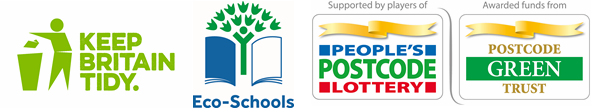 KEEP
BRITAIN
TIDY.
Eco-Schools
Supported by players of
PEOPLE'S
POSTCODE
LOTTERY
Awarded funds from
POSTCODE
GREEN
TRUST